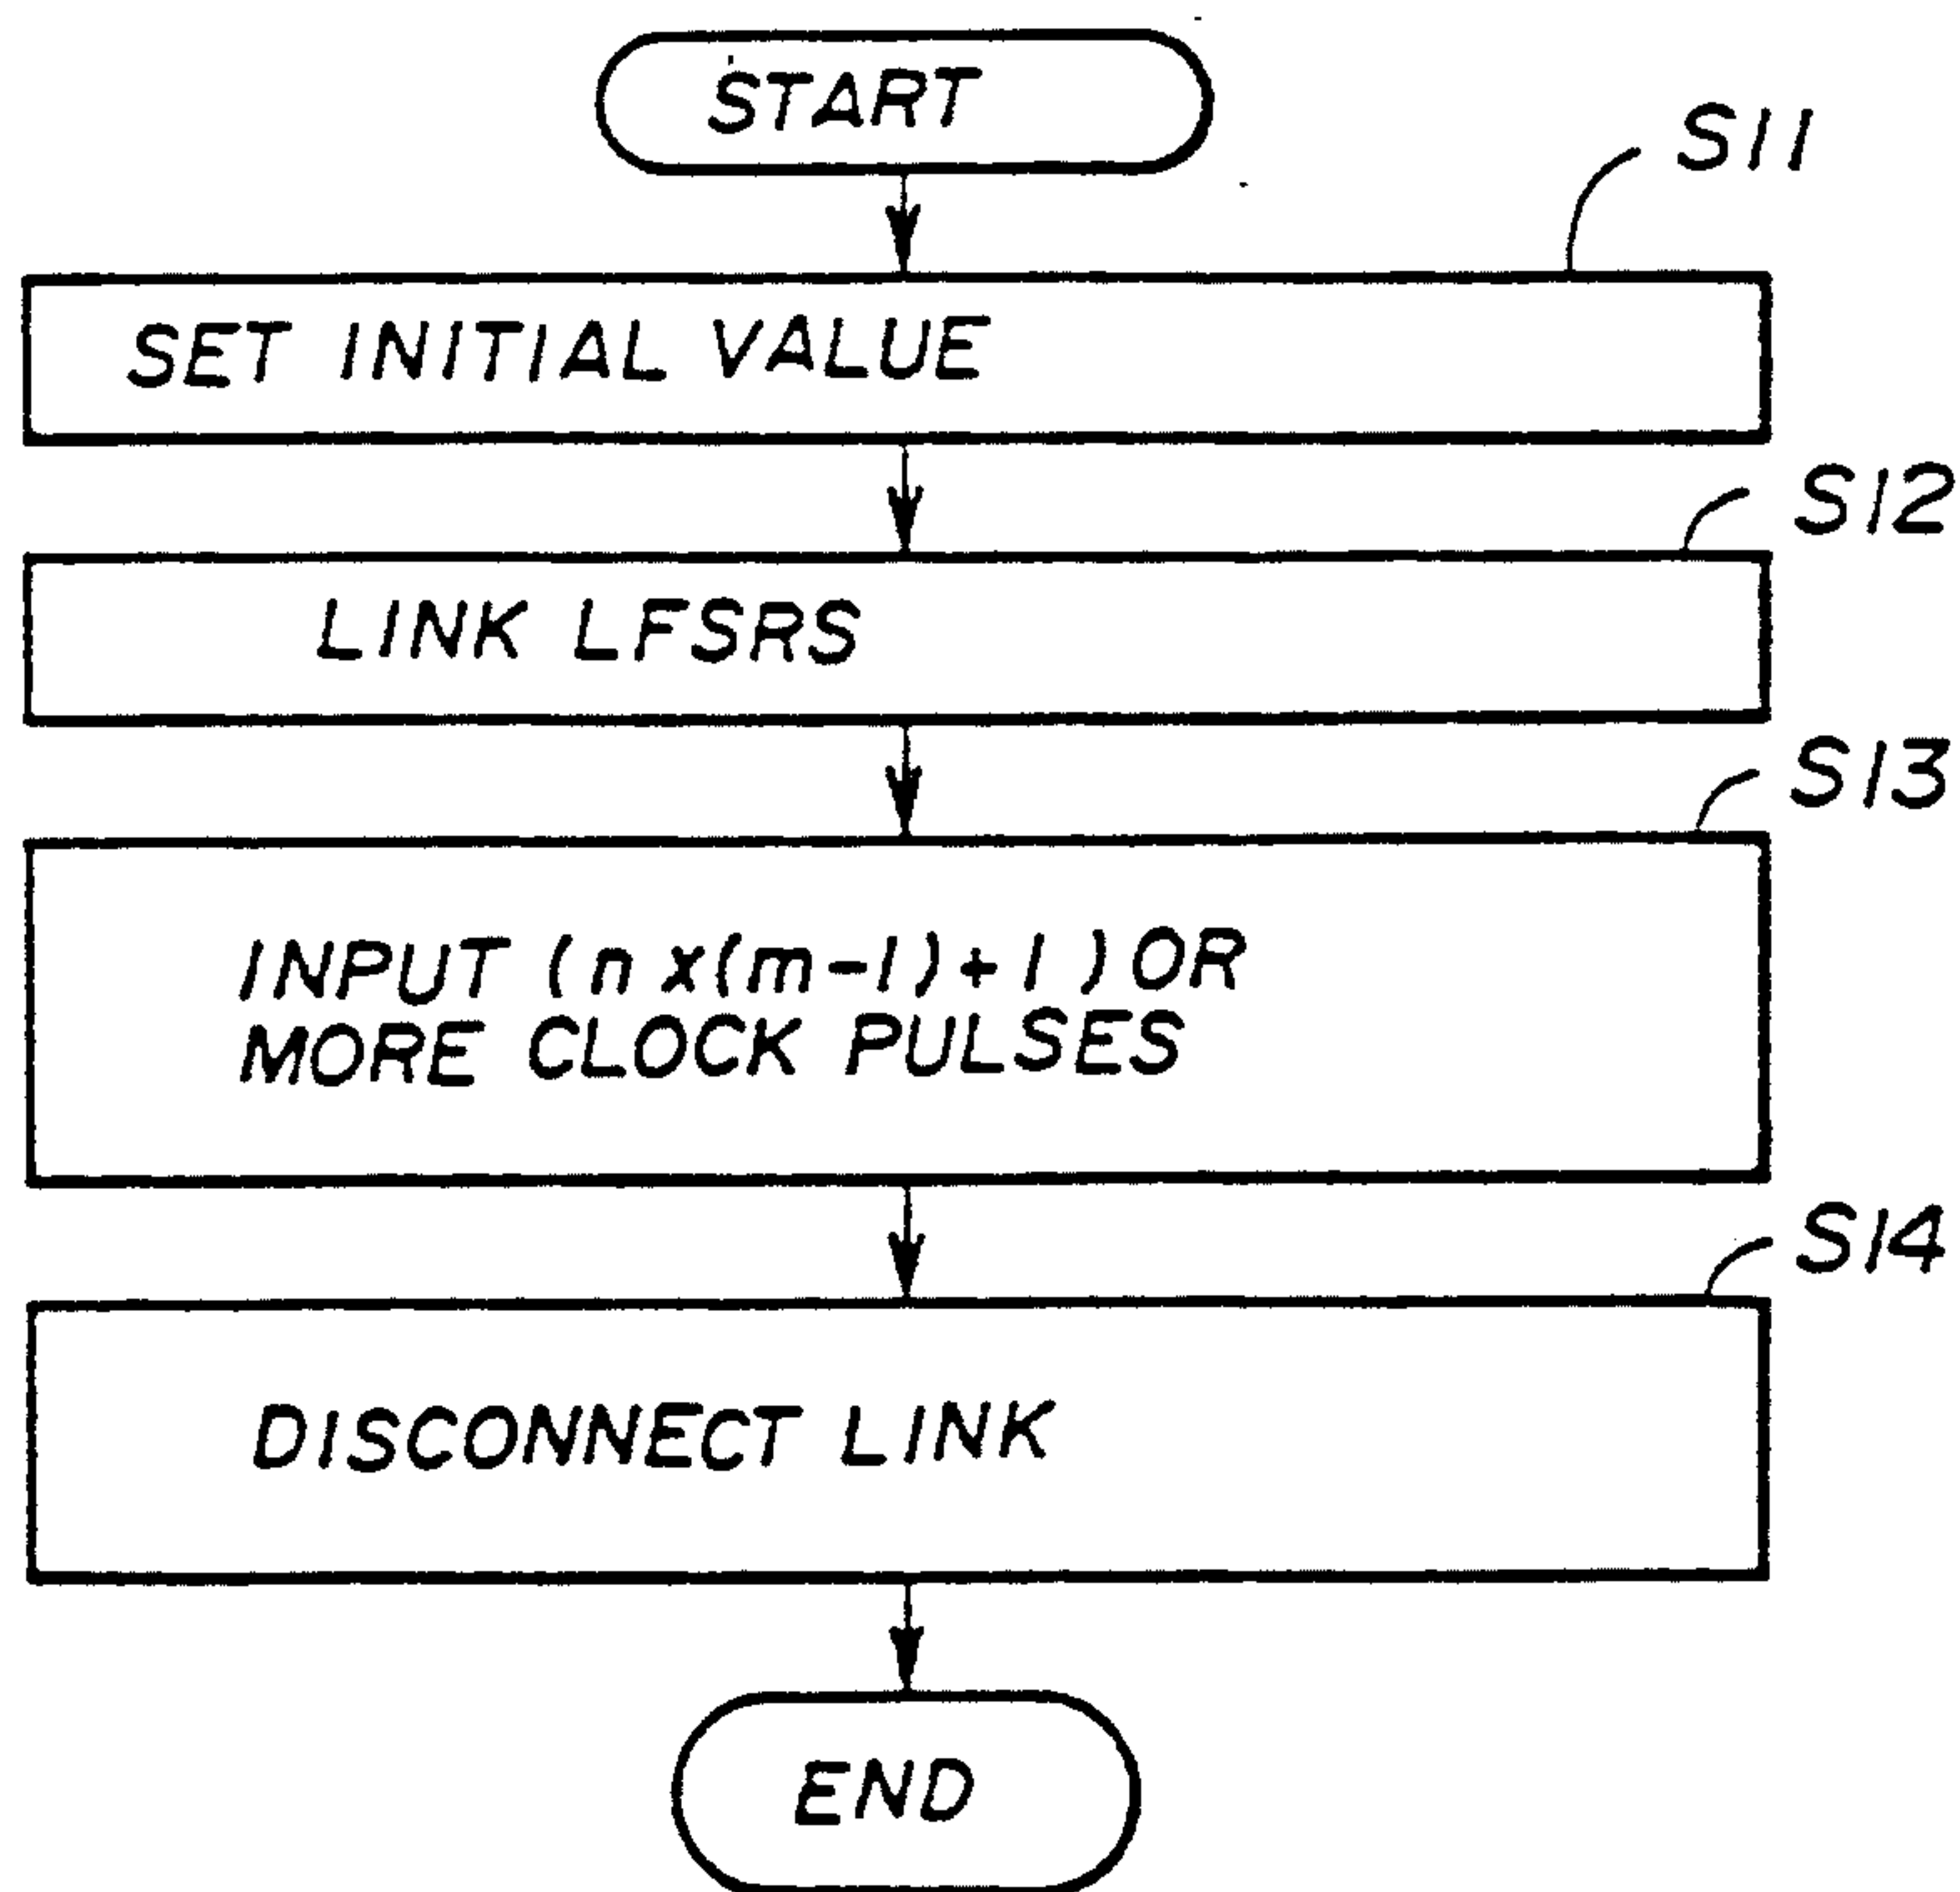 START
S11
SET INITIAL VALUE
S12
LINK LFSRS
S13
INPUT (n x(m-1)+1) OR
MORE CLOCK PULSES
S14
DISCONNECT LINK
END